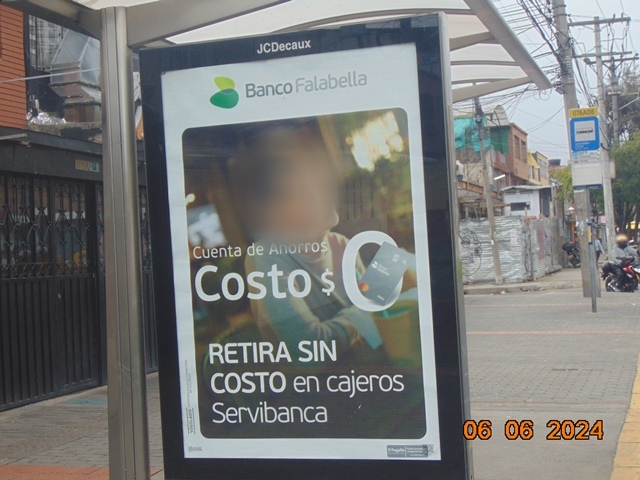 JCDecaux
Banco Falabella
Cuenta de Ahorros
Costo $0
RETIRA SIN
COSTO en cajeros
Servibanca
06 06 2024